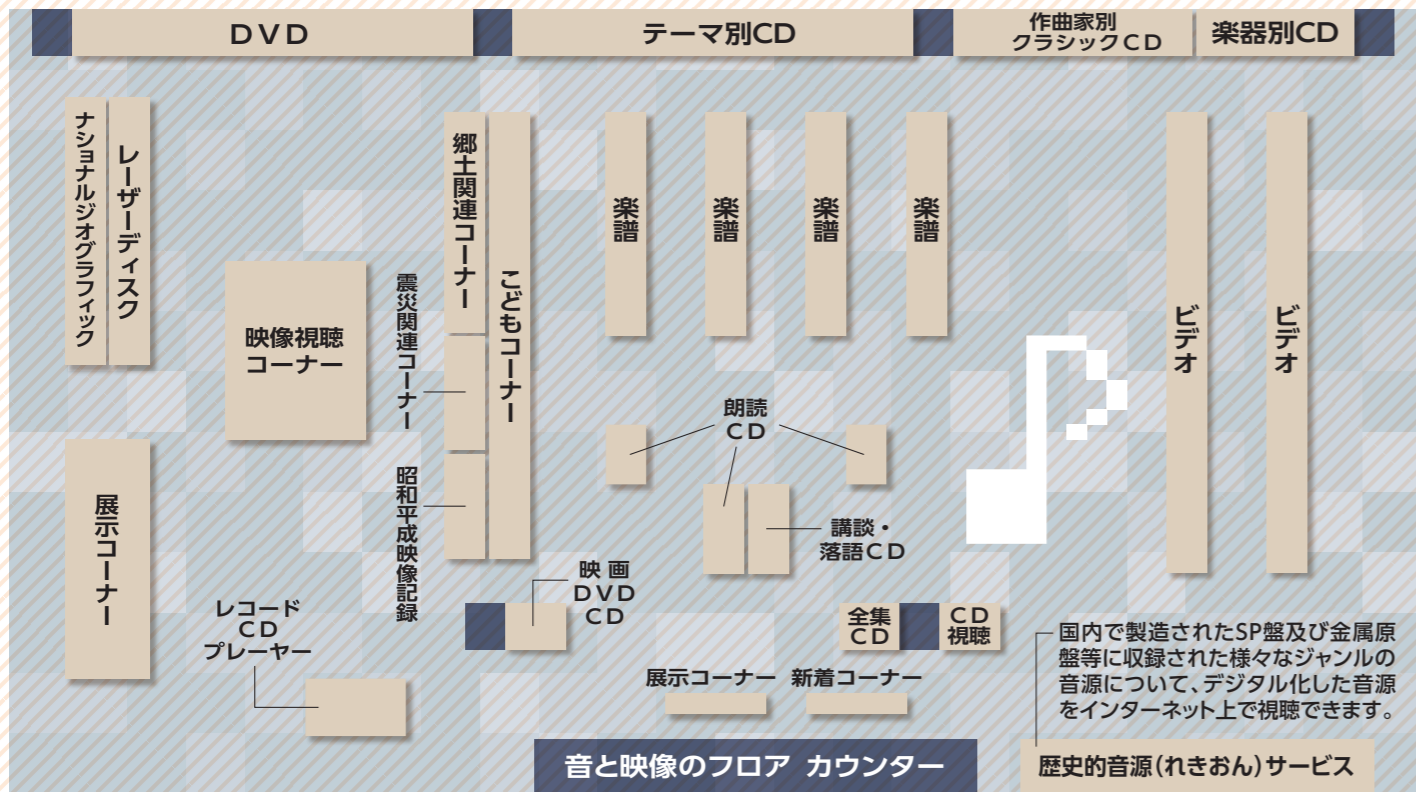 DVD
テーマ別CD
作曲家別
クラシックCD
楽器別CD
ナショナルジオグラフィック
レーザーディスク
映像視聴
コーナー
郷土関連コーナー
震災関連コーナー
昭和平成映像記録
こどもコーナー
楽譜
楽譜
楽譜
楽譜
ビデオ
ビデオ
朗読
CD
講談・
落語CD
展示コーナー
レコード
CD
プレーヤー
映画
DVD
CD
全集
CD
CD
視聴
展示コーナー
新着コーナー
国内で製造されたSP盤及び金属原
盤等に収録された様々なジャンルの
音源について、デジタル化した音源
をインターネット上で視聴できます。
音と映像のフロア カウンター
歴史的音源(れきおん)サービス